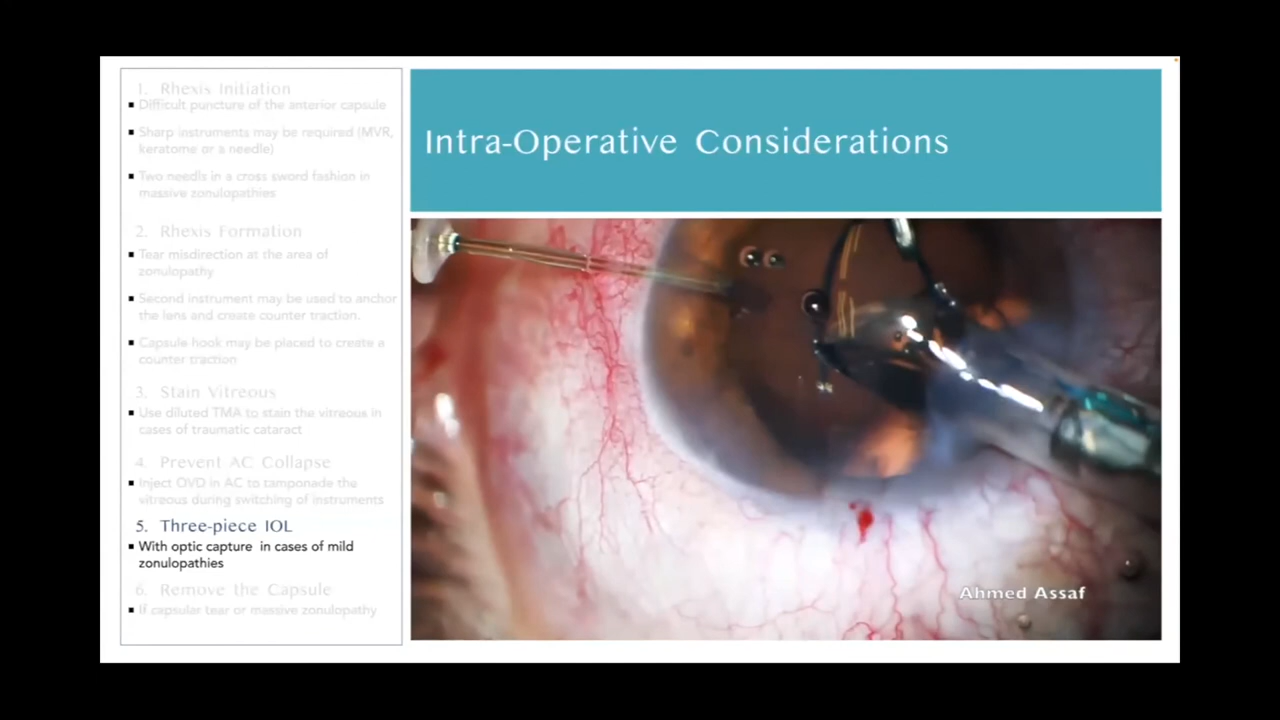 1. Rhexis Initiation
▪ Difficult puncture of the anterior capsule
▪ Sharp instruments may be required (MVR,
keratome or a needle)
▪ Two needls in a cross sword fashion in
massive zonulopathies
2. Rhexis Formation
▪ Tear misdirection at the area of
zonulopathy
▪ Second instrument may be used to anchor
the lens and create counter traction.
▪ Capsule hook may be placed to create a
counter traction
3. Stain Vitreous
▪ Use diluted TMA to stain the vitreous in
cases of traumatic cataract
4. Prevent AC Collapse
▪ Inject OVD in AC to tamponade the
vitreous during switching of instruments
5. Three-piece IOL
▪ With optic capture in cases of mild
zonulopathies
6. Remove the Capsule
▪ If capsular tear or massive zonulopathy
Intra-Operative Considerations
Ahmed Assaf